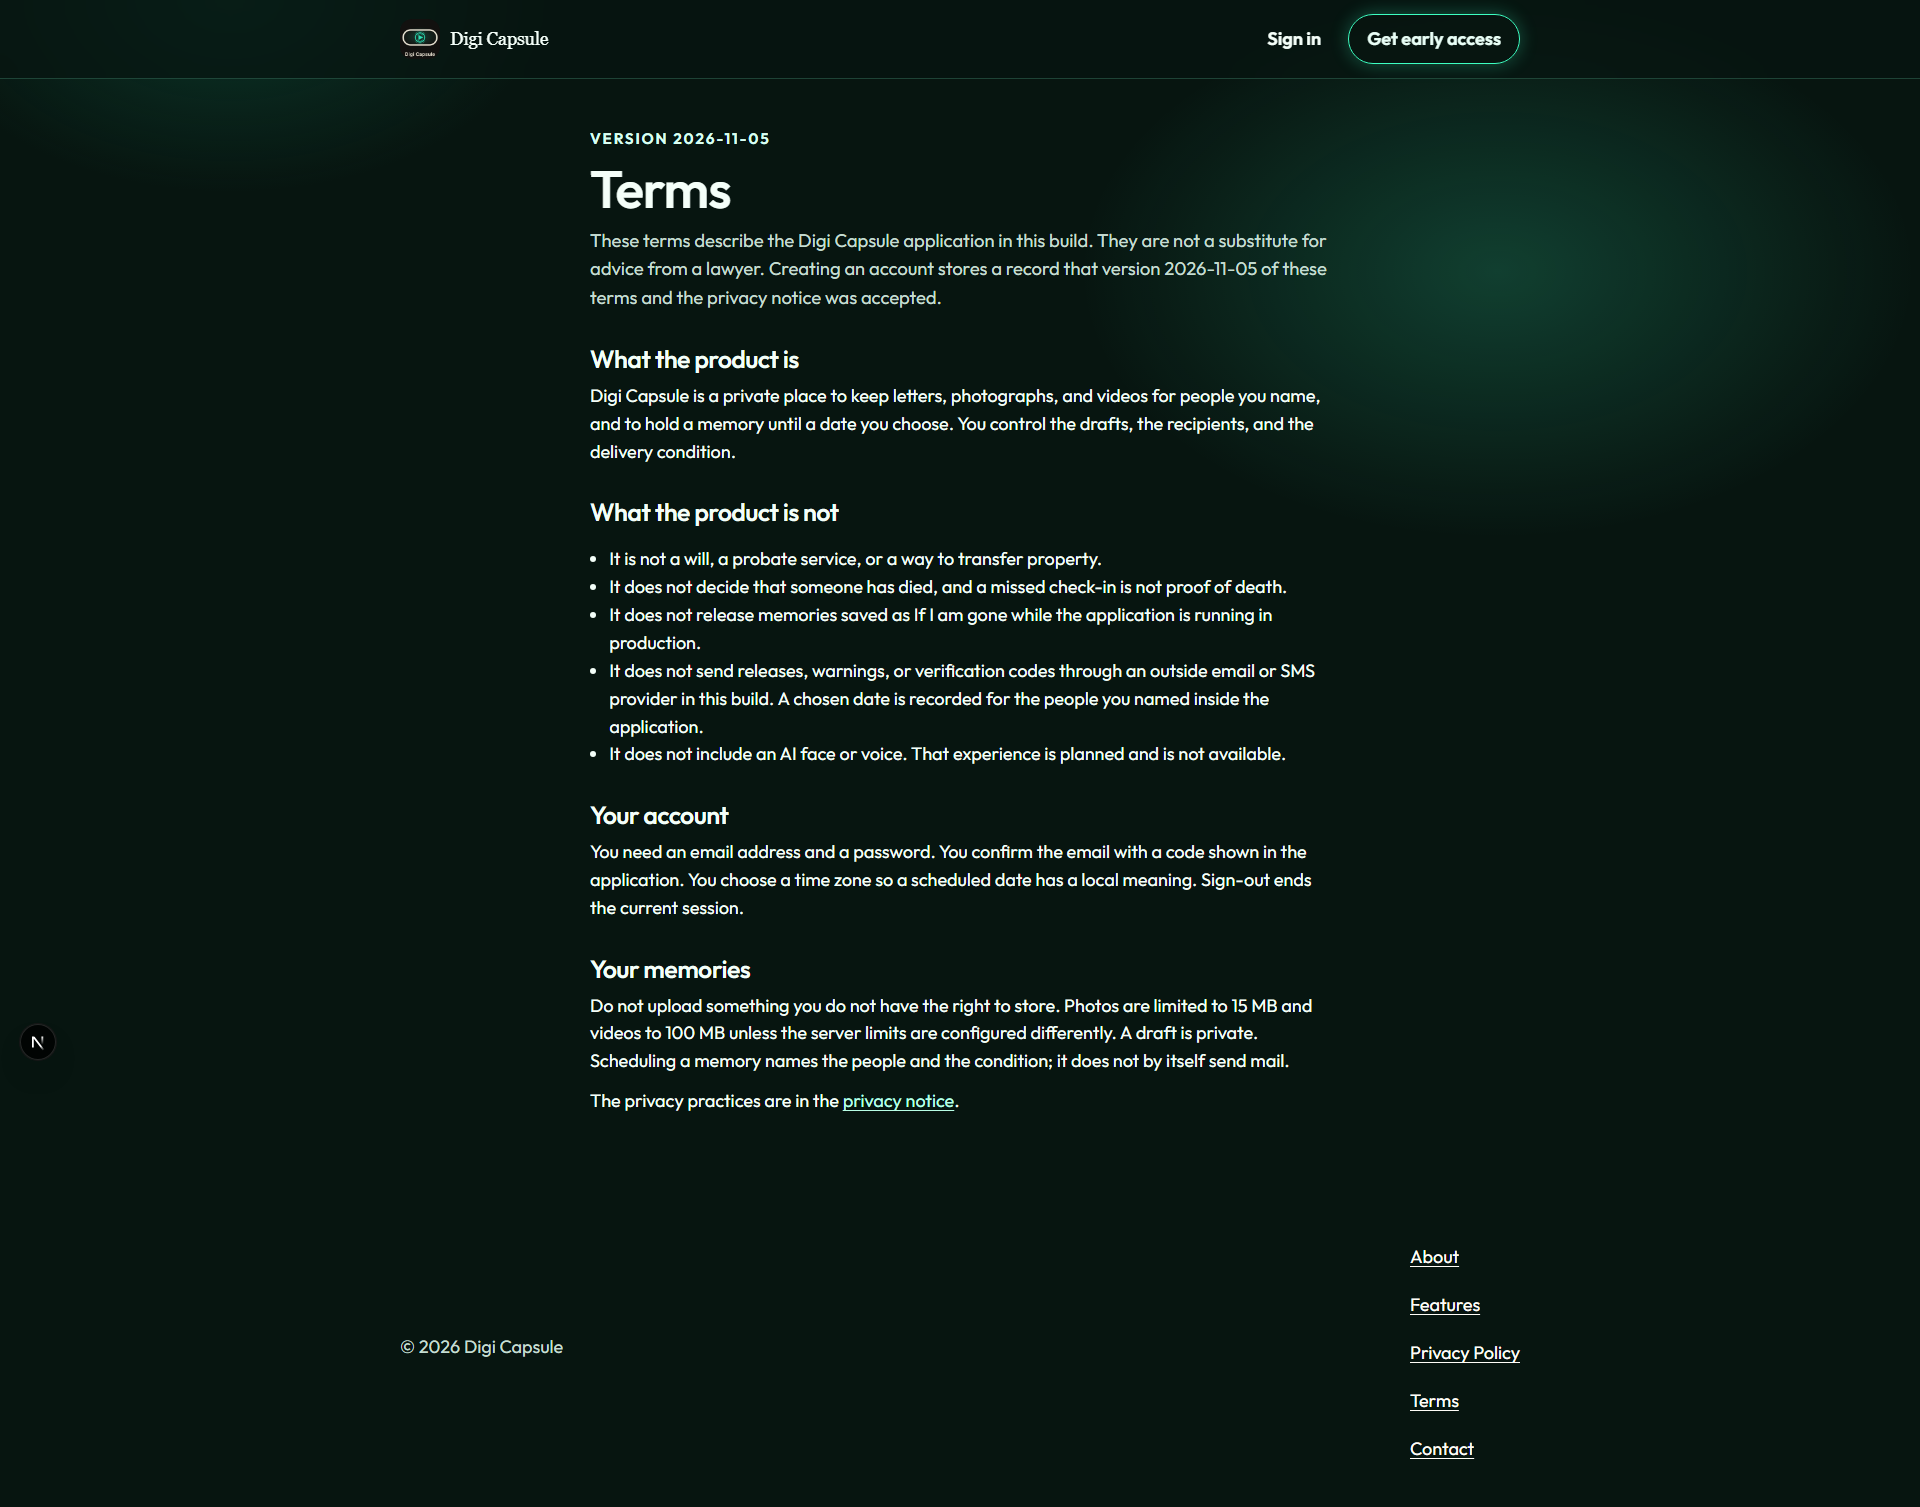 Digi Capsule
Digi Capsule
Sign in
Get early access
VERSION 2026-11-05
Terms
These terms describe the Digi Capsule application in this build. They are not a substitute for
advice from a lawyer. Creating an account stores a record that version 2026-11-05 of these
terms and the privacy notice was accepted.
What the product is
Digi Capsule is a private place to keep letters, photographs, and videos for people you name,
and to hold a memory until a date you choose. You control the drafts, the recipients, and the
delivery condition.
What the product is not
• It is not a will, a probate service, or a way to transfer property.
• It does not decide that someone has died, and a missed check-in is not proof of death.
• It does not release memories saved as If I am gone while the application is running in
production.
• It does not send releases, warnings, or verification codes through an outside email or SMS
provider in this build. A chosen date is recorded for the people you named inside the
application.
• It does not include an AI face or voice. That experience is planned and is not available.
Your account
You need an email address and a password. You confirm the email with a code shown in the
application. You choose a time zone so a scheduled date has a local meaning. Sign-out ends
the current session.
Your memories
Do not upload something you do not have the right to store. Photos are limited to 15 MB and
videos to 100 MB unless the server limits are configured differently. A draft is private.
Scheduling a memory names the people and the condition; it does not by itself send mail.
The privacy practices are in the privacy notice.
N
© 2026 Digi Capsule
About
Features
Privacy Policy
Terms
Contact